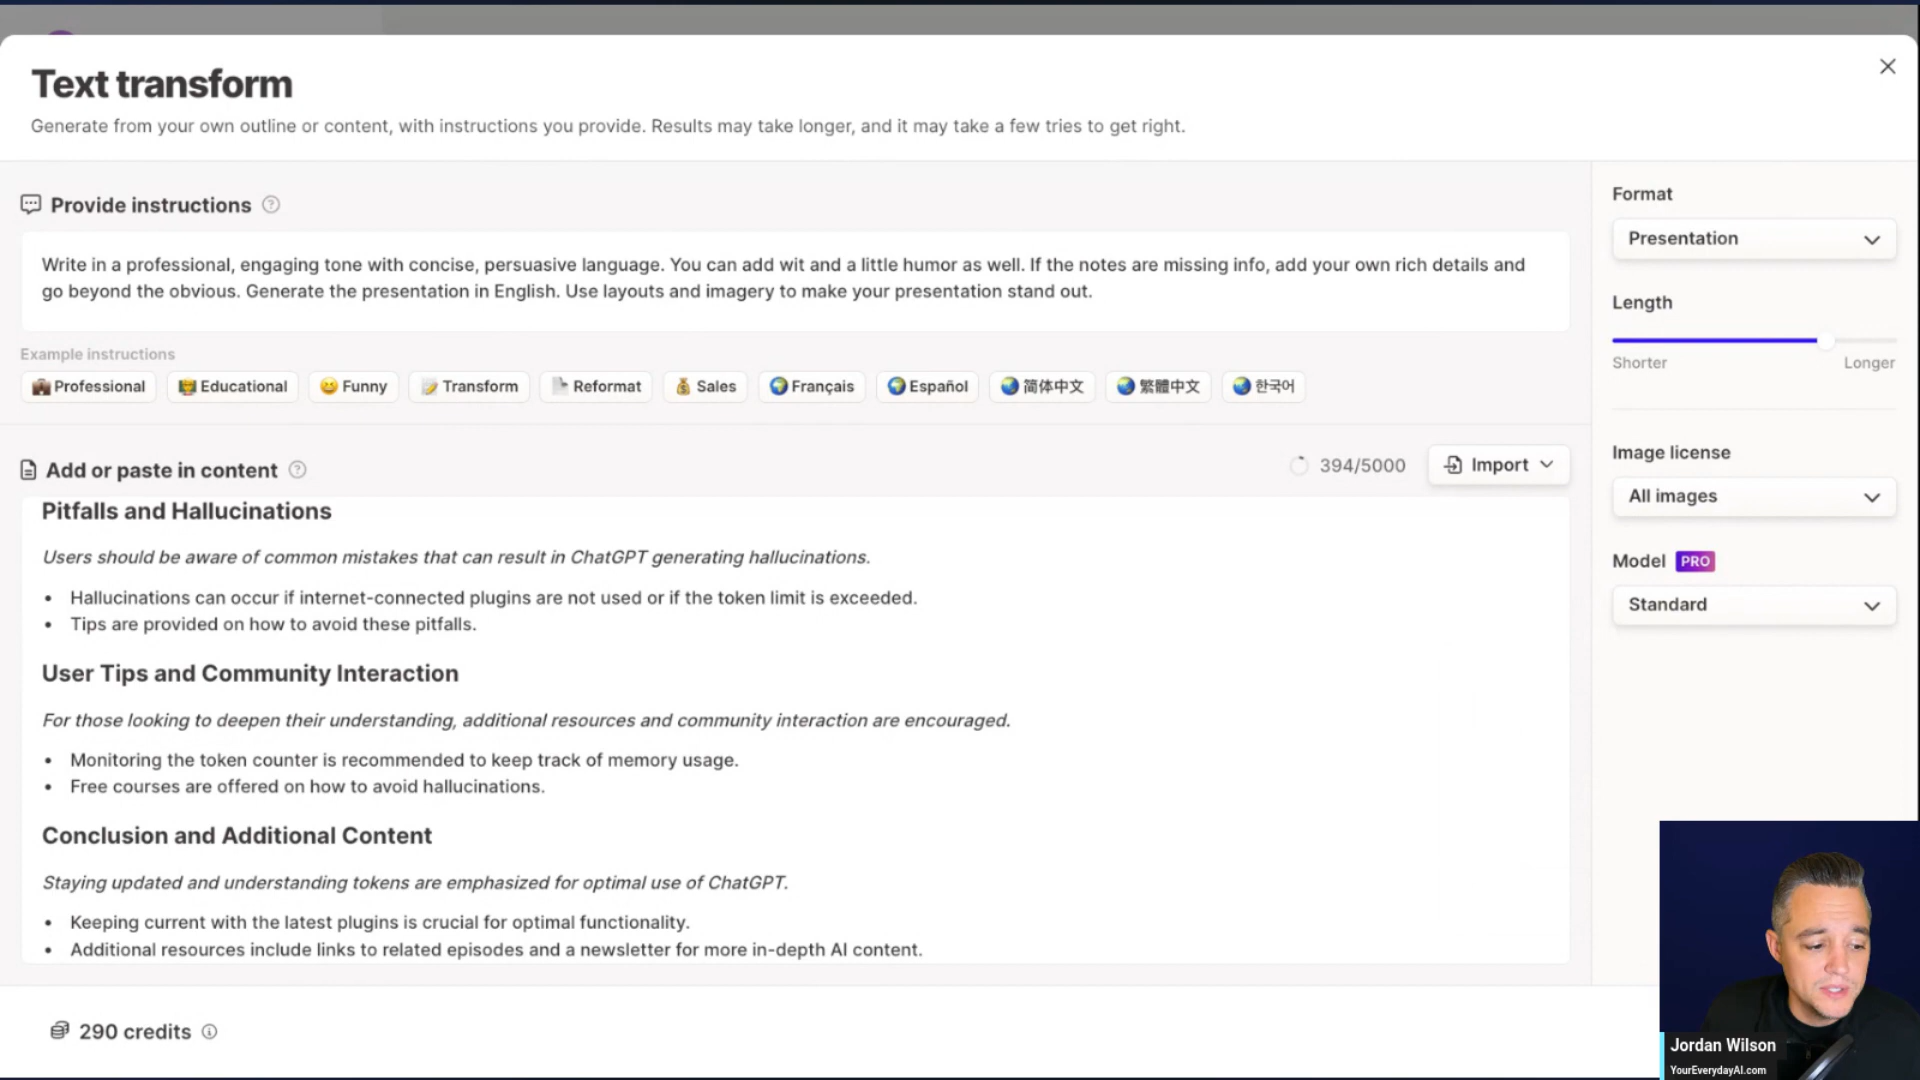 Text transform
Generate from your own outline or content, with instructions you provide. Results may take longer, and it may take a few tries to get right.
Provide instructions
Write in a professional, engaging tone with concise, persuasive language. You can add wit and a little humor as well. If the notes are missing info, add your own rich details and
go beyond the obvious. Generate the presentation in English. Use layouts and imagery to make your presentation stand out.
Example instructions
Professional
Educational
Funny
Transform
Reformat
Sales
Français
Español
简体中文
繁體中文
한국어
Add or paste in content
394/5000
Import
Pitfalls and Hallucinations
Users should be aware of common mistakes that can result in ChatGPT generating hallucinations.
• Hallucinations can occur if internet-connected plugins are not used or if the token limit is exceeded.
• Tips are provided on how to avoid these pitfalls.
User Tips and Community Interaction
For those looking to deepen their understanding, additional resources and community interaction are encouraged.
• Monitoring the token counter is recommended to keep track of memory usage.
• Free courses are offered on how to avoid hallucinations.
Conclusion and Additional Content
Staying updated and understanding tokens are emphasized for optimal use of ChatGPT.
• Keeping current with the latest plugins is crucial for optimal functionality.
• Additional resources include links to related episodes and a newsletter for more in-depth AI content.
290 credits
Format
Presentation
Length
Shorter
Longer
Image license
All images
Model PRO
Standard
Jordan Wilson
YourEverydayAI.com